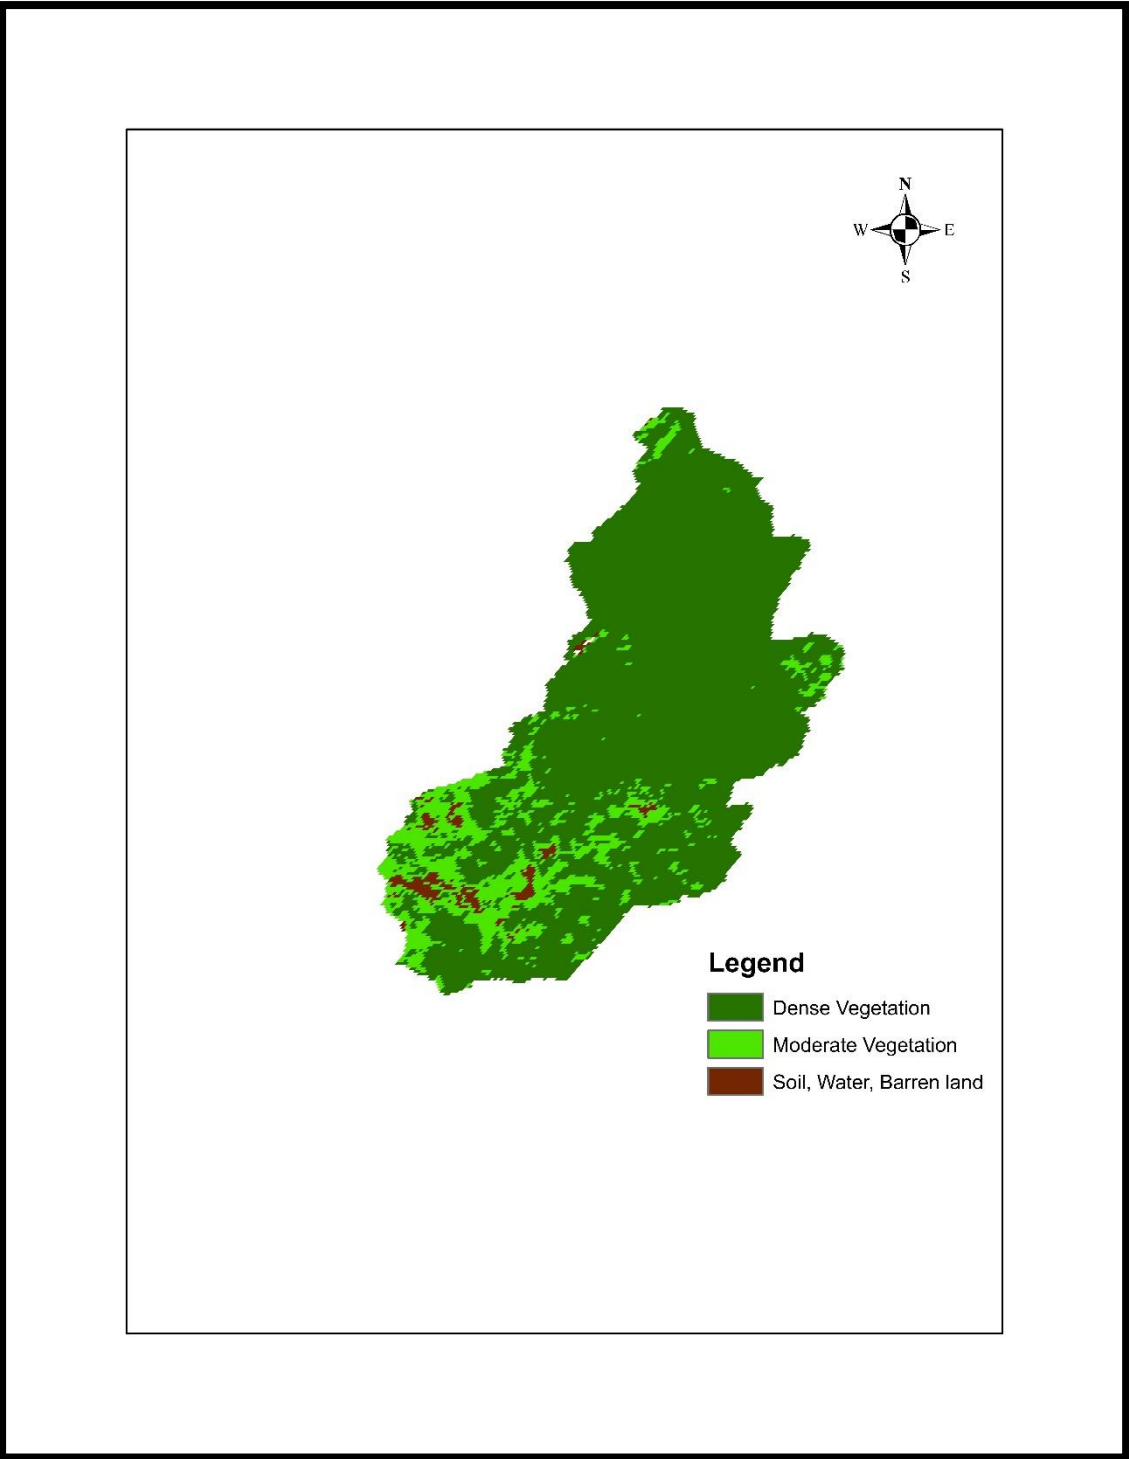 N
W E
S
Legend
Dense Vegetation
Moderate Vegetation
Soil, Water, Barren land